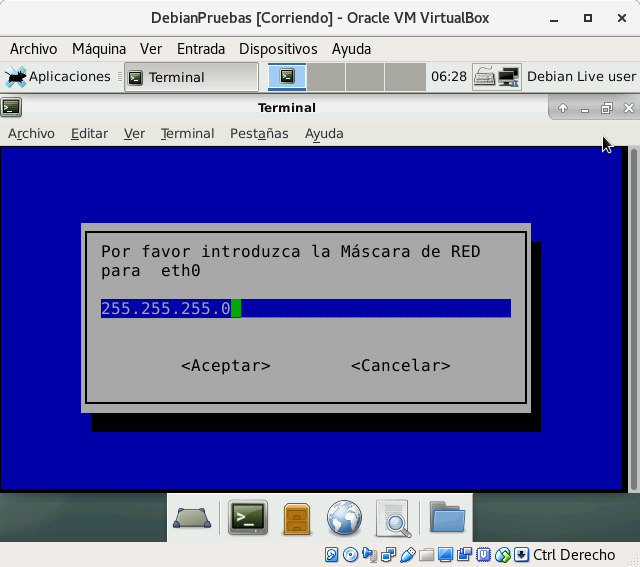 DebianPruebas [Corriendo] - Oracle VM VirtualBox
Archivo Máquina Ver Entrada Dispositivos Ayuda
Aplicaciones Terminal 06:28 Debian Live user
Terminal
Archivo Editar Ver Terminal Pestañas Ayuda
Por favor introduzca la Máscara de RED
para eth0
255.255.255.0
<Aceptar> <Cancelar>
Ctrl Derecho